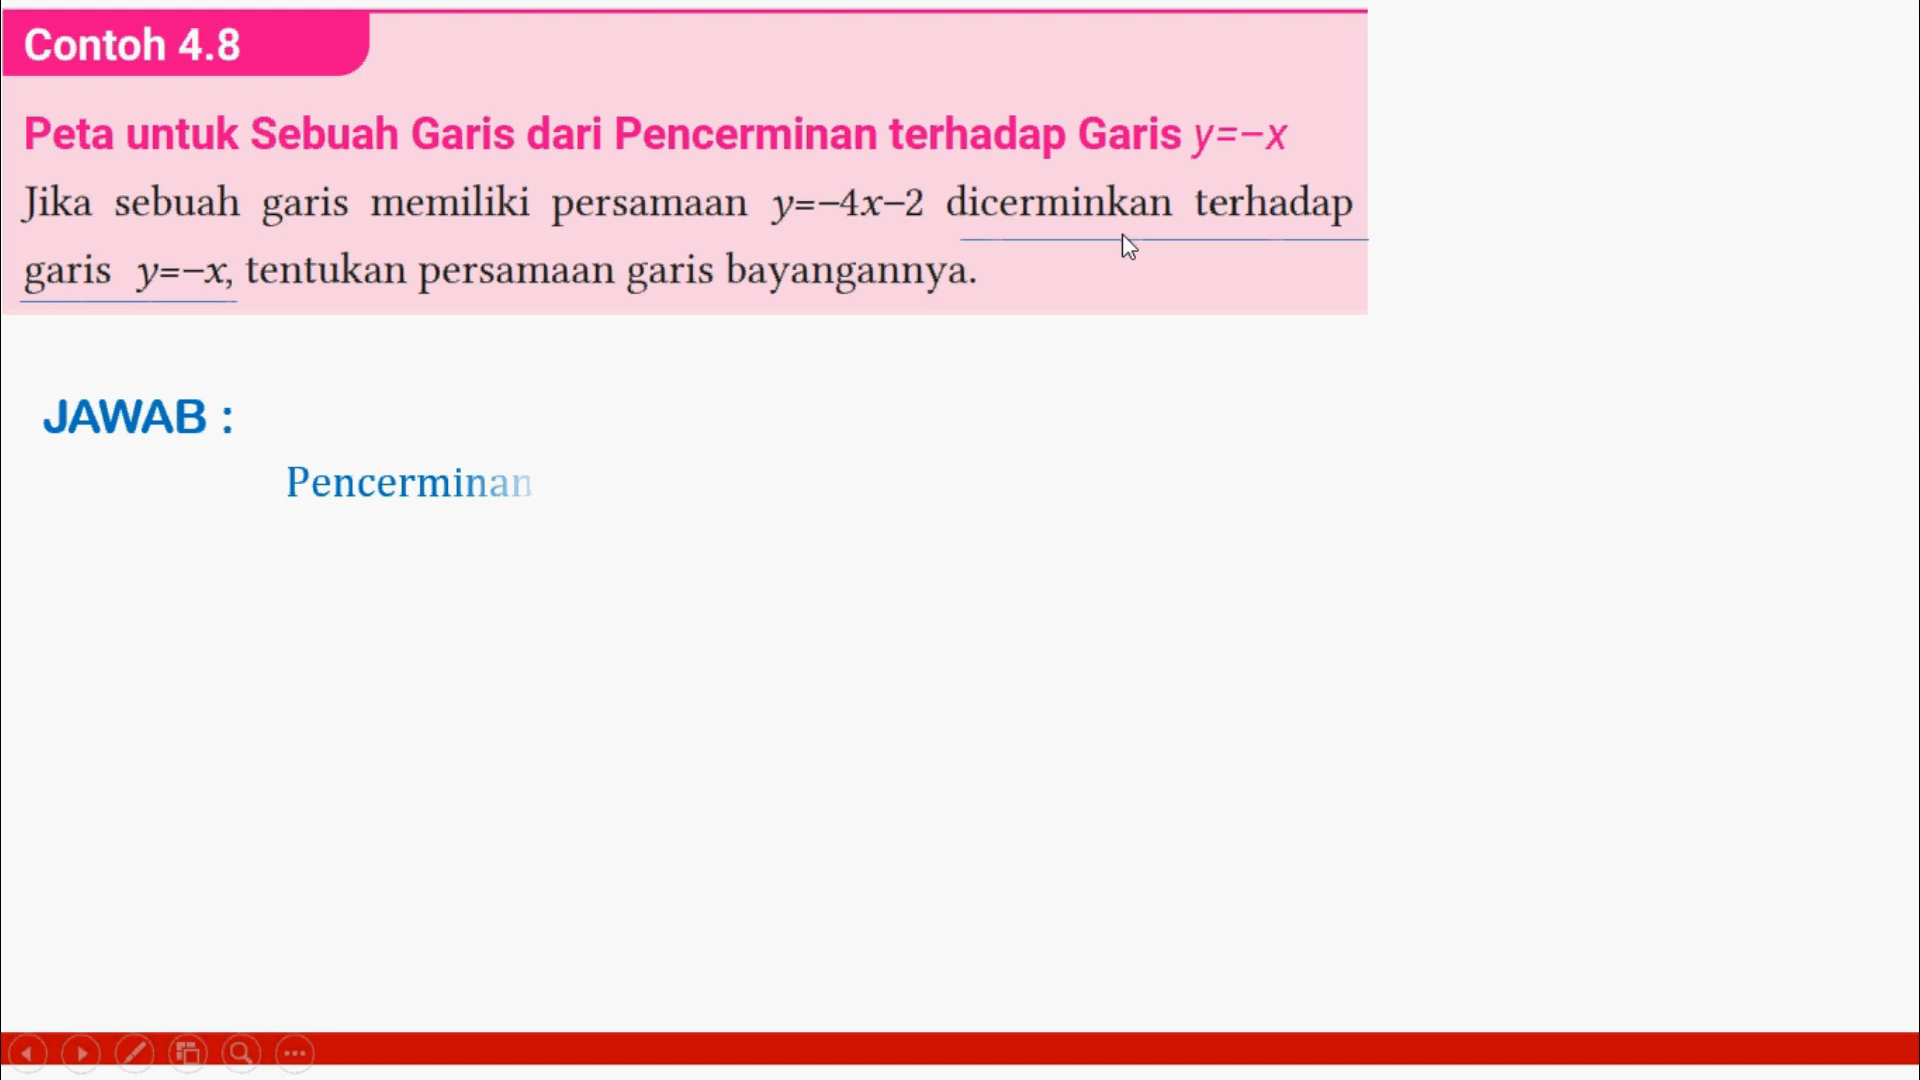 Contoh 4.8
Peta untuk Sebuah Garis dari Pencerminan terhadap Garis y=−x
Jika sebuah garis memiliki persamaan y=−4x−2 dicerminkan terhadap
garis y=−x, tentukan persamaan garis bayangannya.
JAWAB :
Pencerminan